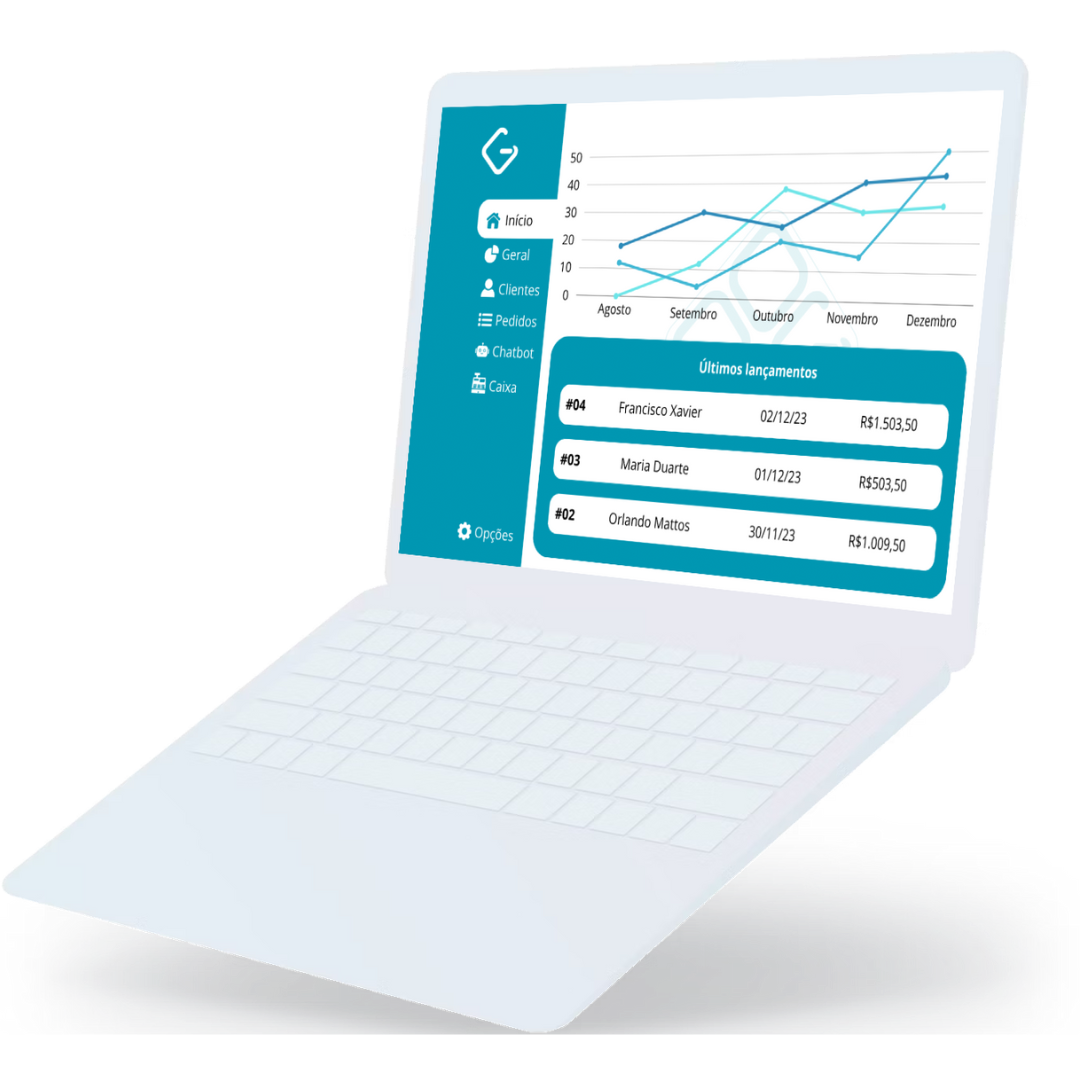 Início
Geral
Clientes
Pedidos
Chatbot
Caixa
Opções
50
40
30
20
10
0
Agosto Setembro Outubro Novembro Dezembro
Últimos lançamentos
#04 Francisco Xavier 02/12/23 R$1.503,50
#03 Maria Duarte 01/12/23 R$503,50
#02 Orlando Mattos 30/11/23 R$1.009,50